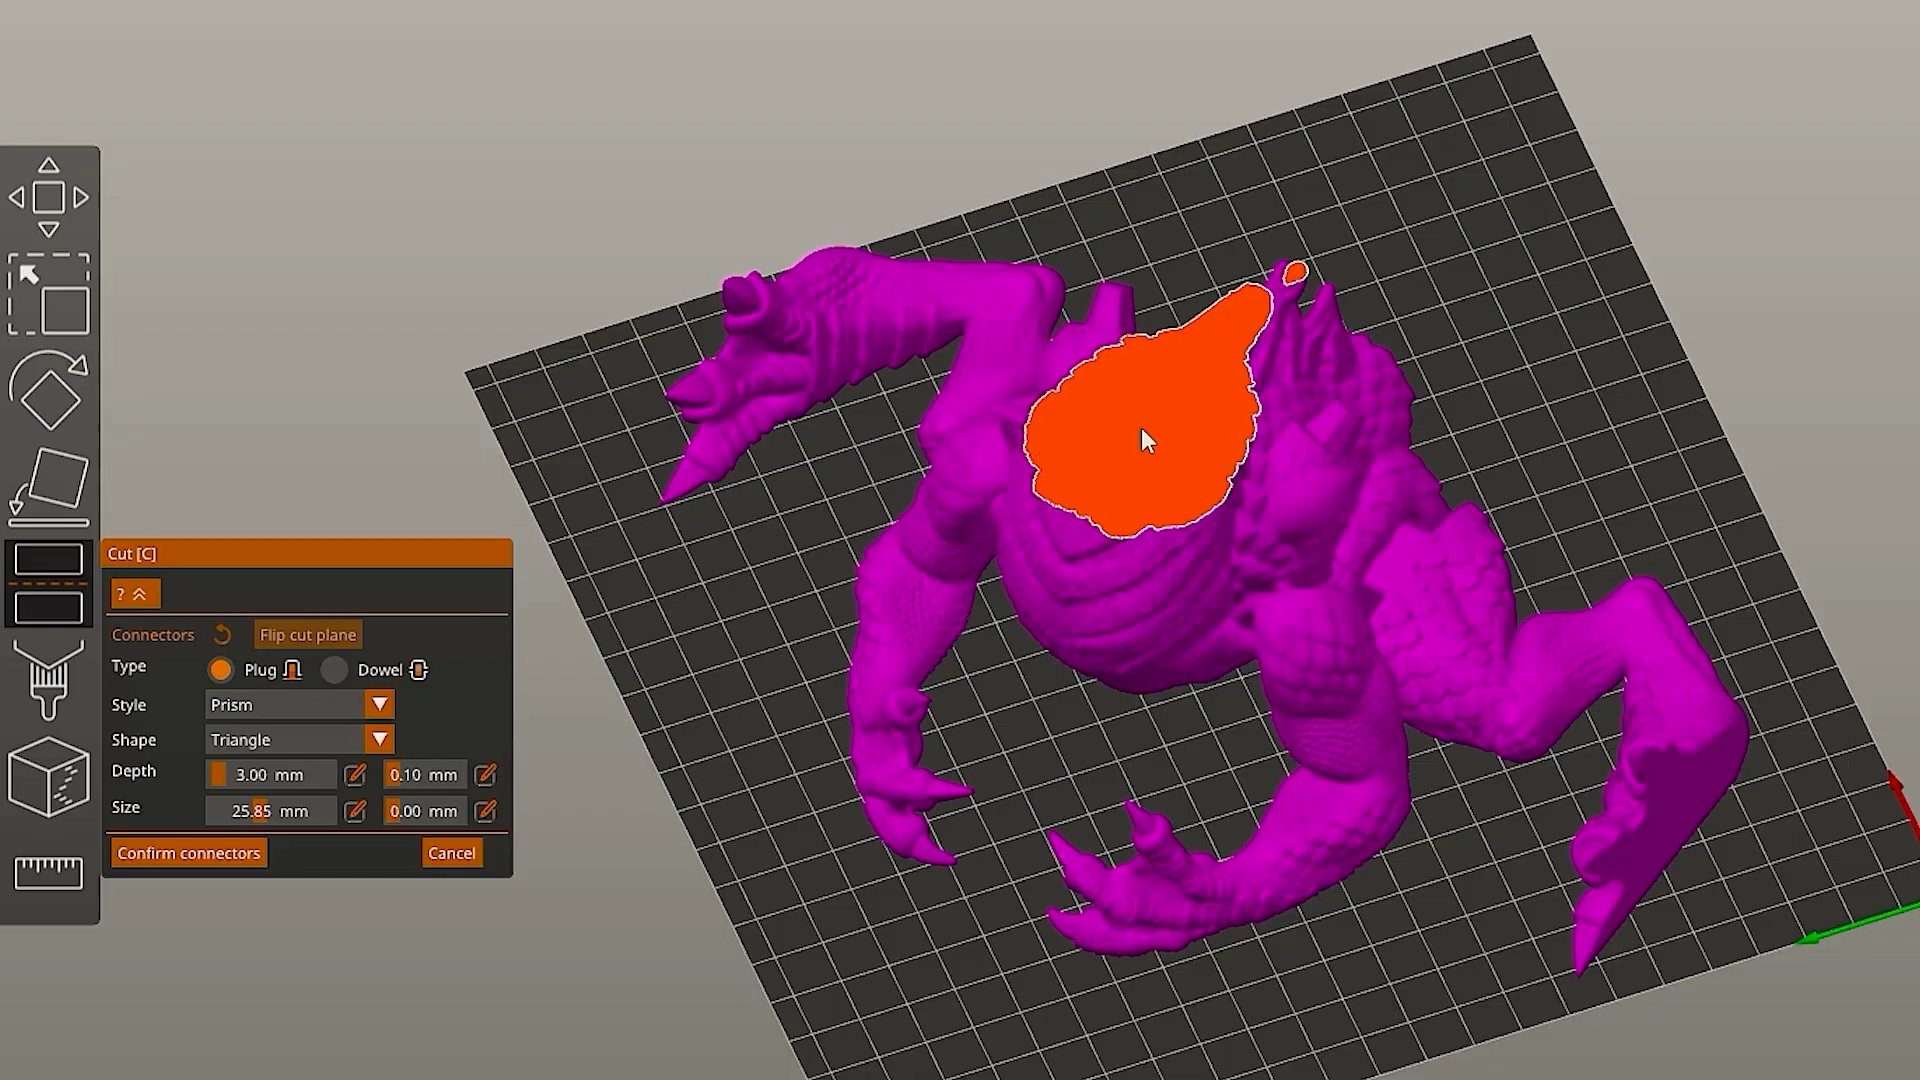 Cut [C]
?
Connectors Flip cut plane
Type Plug Dowel
Style Prism
Shape Triangle
Depth 3.00 mm 0.10 mm
Size 25.85 mm 0.00 mm
Confirm connectors Cancel